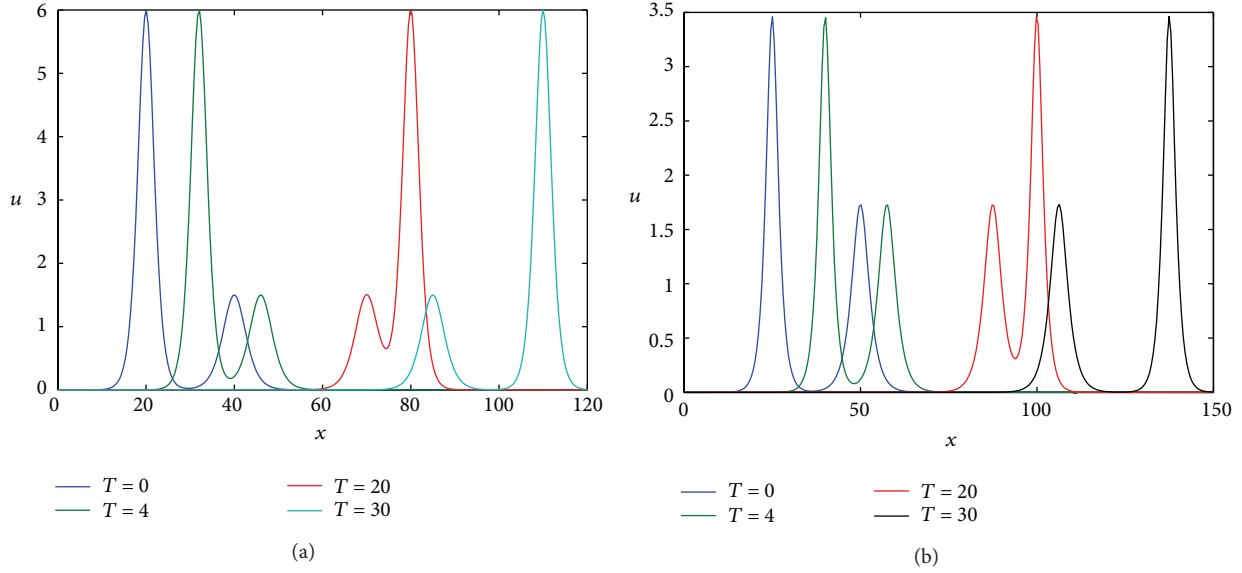 6
5
4
3
2
1
0
u
0 20 40 60 80 100 120
x
T = 0
T = 4
T = 20
T = 30
(a)
3.5
3
2.5
2
1.5
1
0.5
0
u
0 50 100 150
x
T = 0
T = 4
T = 20
T = 30
(b)